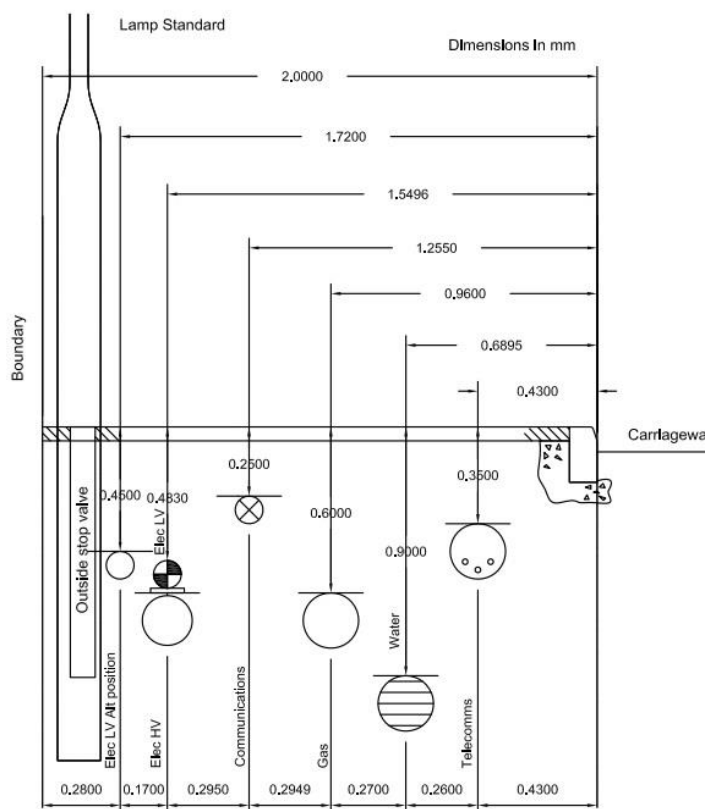 Lamp Standard
Dimensions in mm
2.0000
1.7200
1.5496
1.2550
0.9600
0.6895
0.4300
Boundary
Carriagewa
0.2500
0.3500
0.4500
0.4830
0.6000
0.9000
Elec LV
Outside stop valve
Water
Elec LV Alt position
Elec HV
Communications
Gas
Telecomms
0.2800
0.1700
0.2950
0.2949
0.2700
0.2600
0.4300